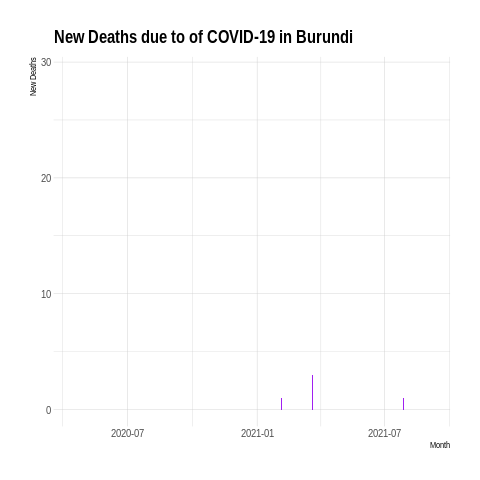 New Deaths due to of COVID-19 in Burundi
New Deaths
30
20
10
0
2020-07
2021-01
2021-07
Month